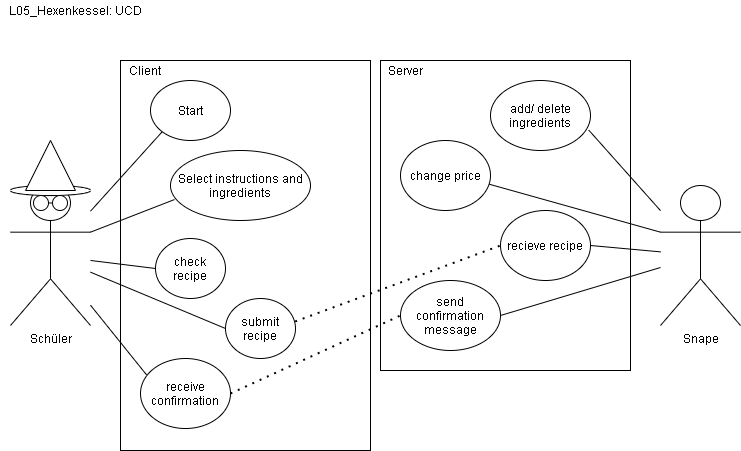 L05_Hexenkessel: UCD
Client
Start
Select instructions and
ingredients
check
recipe
submit
recipe
receive
confirmation
Schüler
Server
add/ delete
ingredients
change price
recieve recipe
send
confirmation
message
Snape